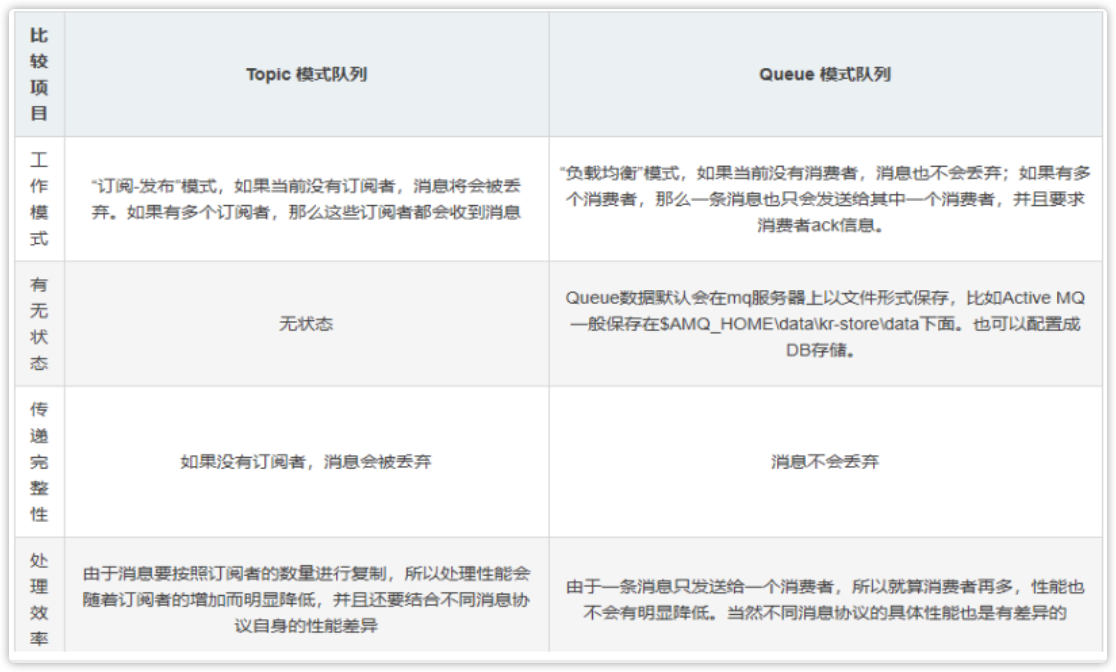 比较项目
Topic 模式队列
Queue 模式队列
工作模式
“订阅-发布”模式，如果当前没有订阅者，消息将会被丢
弃。如果有多个订阅者，那么这些订阅者都会收到消息
“负载均衡”模式，如果当前没有消费者，消息也不会丢弃；如果有多
个消费者，那么一条消息也只会发送给其中一个消费者，并且要求
消费者ack信息。
有无状态
无状态
Queue数据默认会在mq服务器上以文件形式保存，比如Active MQ
一般保存在$AMQ_HOME\data\kr-store\data下面。也可以配置成
DB存储。
传递完整性
如果没有订阅者，消息会被丢弃
消息不会丢弃
处理效率
由于消息要按照订阅者的数量进行复制，所以处理性能会
随着订阅者的增加而明显降低，并且还要结合不同消息协
议自身的性能差异
由于一条消息只发送给一个消费者，所以就算消费者再多，性能也
不会有明显降低。当然不同消息协议的具体性能也是有差异的